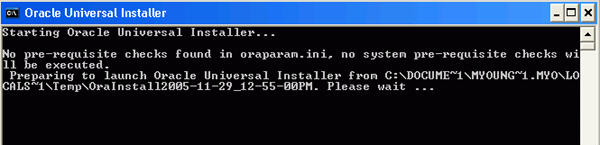 Oracle Universal Installer
Starting Oracle Universal Installer...
No pre-requisite checks found in oraparam.ini, no system pre-requisite checks wi
ll be executed.
Preparing to launch Oracle Universal Installer from C:\DOCUME~1\MYOUNG~1.MYO\LO
CALS~1\Temp\OraInstall2005-11-29_12-55-00PM. Please wait ...